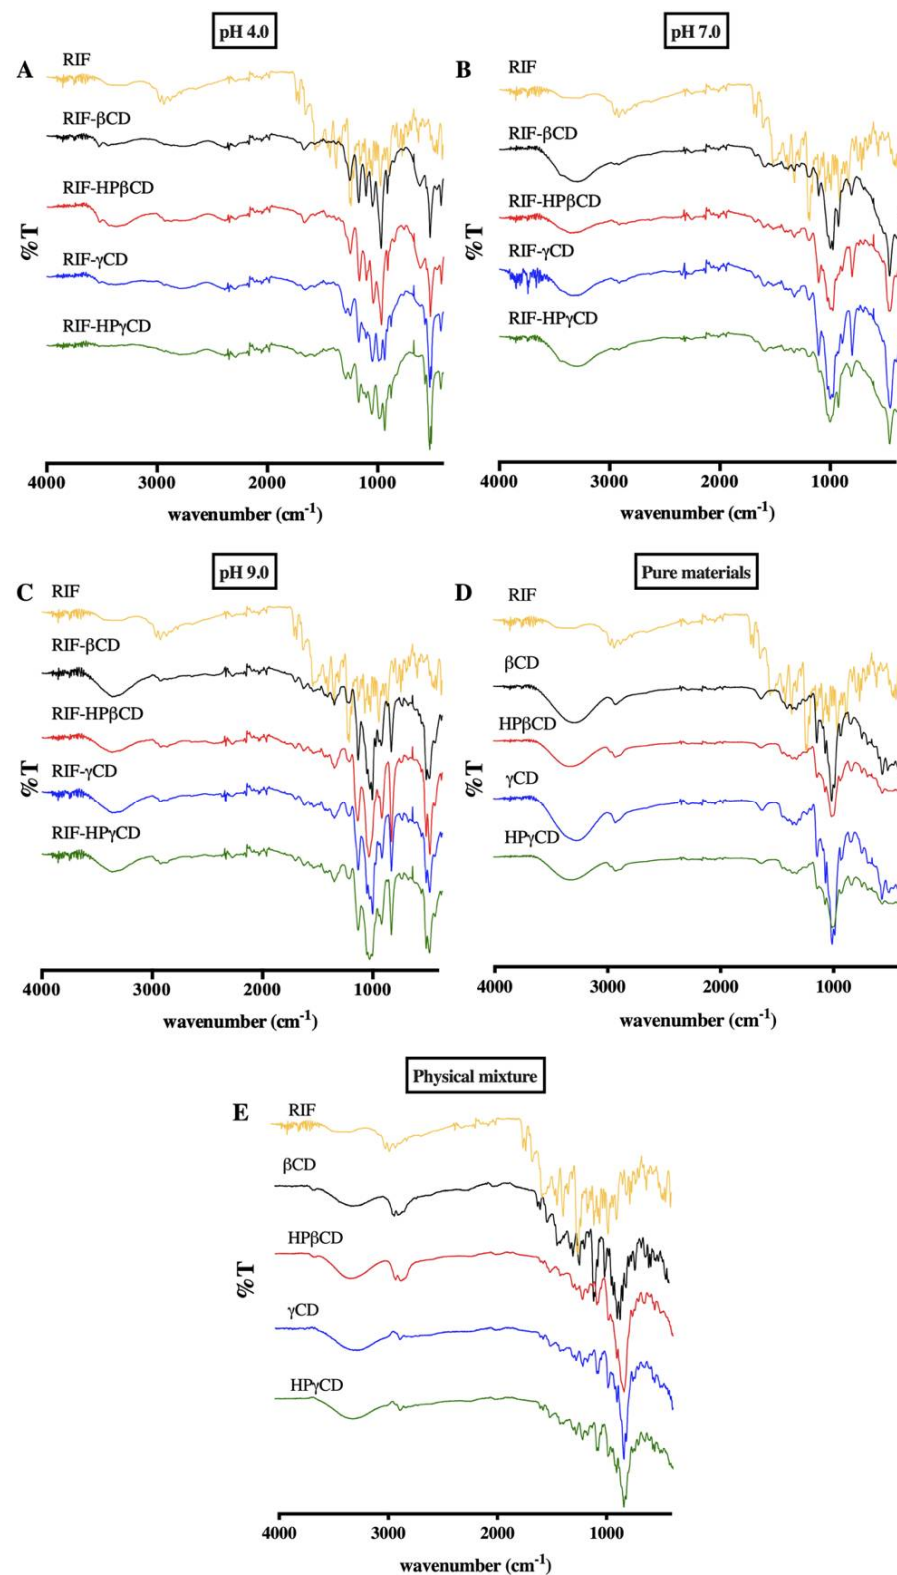 pH 4.0
A
RIF
RIF-βCD
RIF-HPβCD
RIF-γCD
RIF-HPγCD
%T
4000 3000 2000 1000
wavenumber (cm-1)
pH 7.0
B
RIF
RIF-βCD
RIF-HPβCD
RIF-γCD
RIF-HPγCD
%T
4000 3000 2000 1000
wavenumber (cm-1)
pH 9.0
C
RIF
RIF-βCD
RIF-HPβCD
RIF-γCD
RIF-HPγCD
%T
4000 3000 2000 1000
wavenumber (cm-1)
Pure materials
D
RIF
βCD
HPβCD
γCD
HPγCD
%T
4000 3000 2000 1000
wavenumber (cm-1)
Physical mixture
E
RIF
βCD
HPβCD
γCD
HPγCD
%T
4000 3000 2000 1000
wavenumber (cm-1)